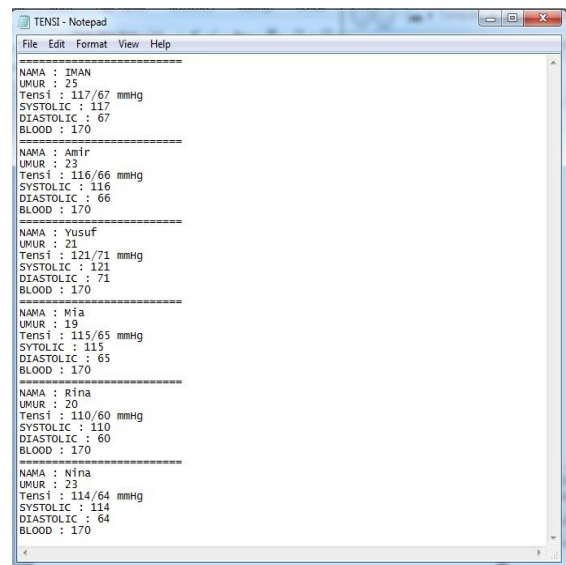 TENSI - Notepad
File Edit Format View Help
========================
NAMA : IMAN
UMUR : 25
Tensi : 117/67 mmHg
SYSTOLIC : 117
DIASTOLIC : 67
BLOOD : 170
========================
NAMA : Amir
UMUR : 23
Tensi : 116/66 mmHg
SYSTOLIC : 116
DIASTOLIC : 66
BLOOD : 170
========================
NAMA : Yusuf
UMUR : 21
Tensi : 121/71 mmHg
SYSTOLIC : 121
DIASTOLIC : 71
BLOOD : 170
========================
NAMA : Mia
UMUR : 19
Tensi : 115/65 mmHg
SYTOLIC : 115
DIASTOLIC : 65
BLOOD : 170
========================
NAMA : Rina
UMUR : 20
Tensi : 110/60 mmHg
SYSTOLIC : 110
DIASTOLIC : 60
BLOOD : 170
========================
NAMA : Nina
UMUR : 23
Tensi : 114/64 mmHg
SYSTOLIC : 114
DIASTOLIC : 64
BLOOD : 170